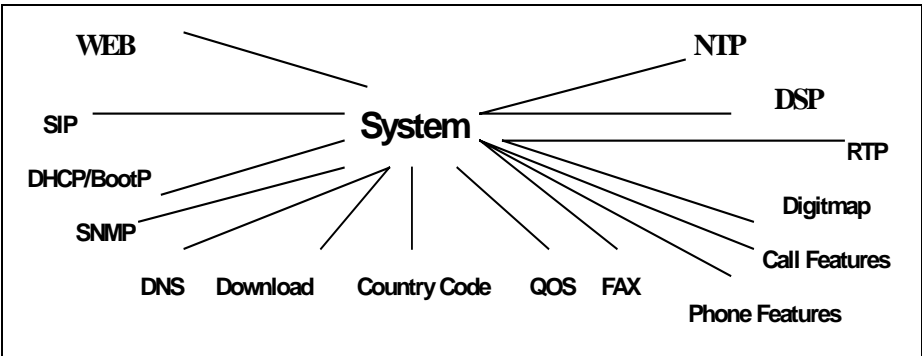 WEB
NTP
DSP
SIP
System
RTP
DHCP/BootP
Digitmap
SNMP
Call Features
DNS
Download
Country Code
QOS
FAX
Phone Features